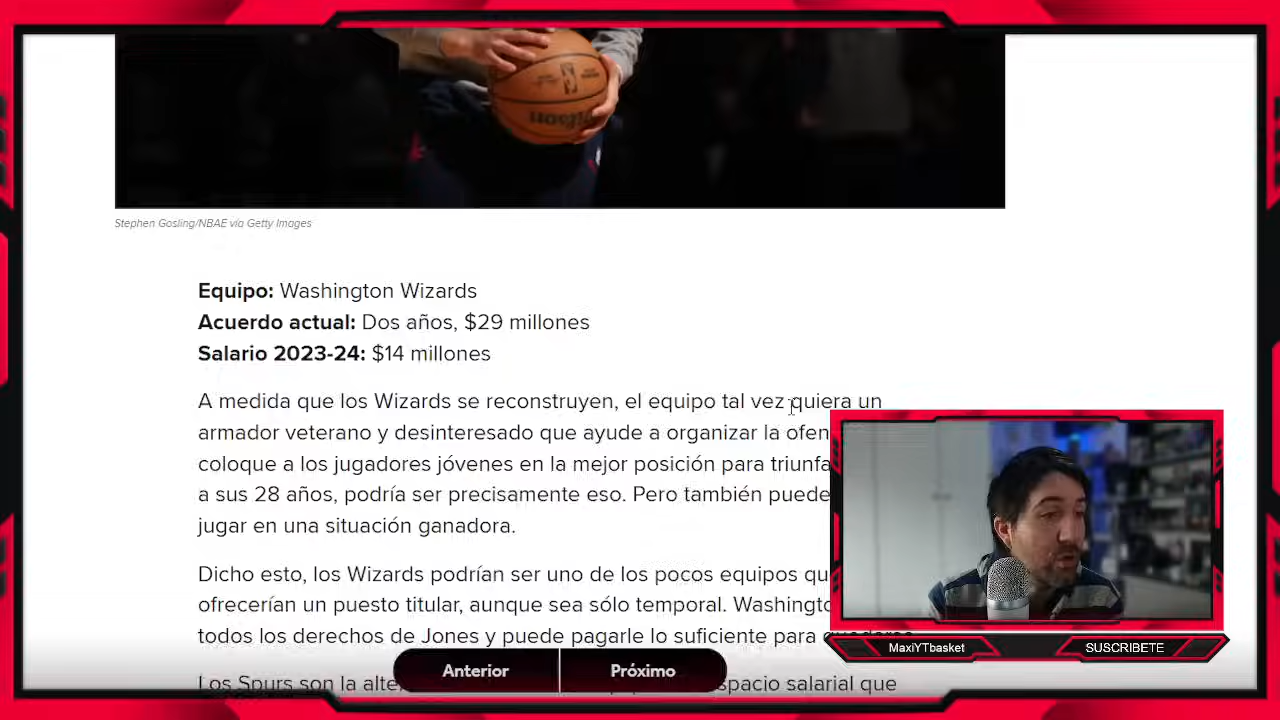 Wilson
Stephen Gosling/NBAE vía Getty Images
Equipo: Washington Wizards
Acuerdo actual: Dos años, $29 millones
Salario 2023-24: $14 millones
A medida que los Wizards se reconstruyen, el equipo tal vez quiera un
armador veterano y desinteresado que ayude a organizar la ofen
coloque a los jugadores jóvenes en la mejor posición para triunfa
a sus 28 años, podría ser precisamente eso. Pero también puede
jugar en una situación ganadora.
Dicho esto, los Wizards podrían ser uno de los pocos equipos qu
ofrecerían un puesto titular, aunque sea sólo temporal. Washingto
todos los derechos de Jones y puede pagarle lo suficiente para
MaxiYTbasket
SUSCRIBETE
Anterior
Próximo
Los Spurs son la alte
spacio salarial que